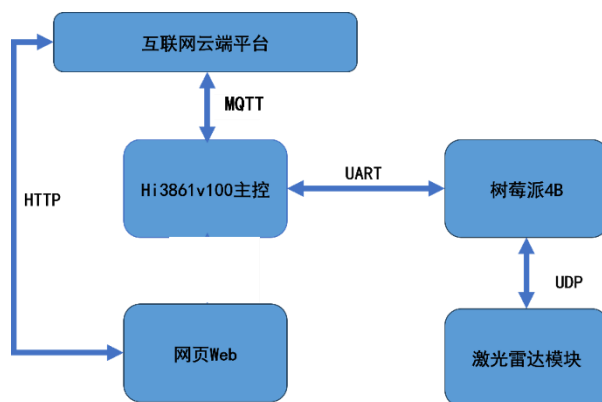 互联网云端平台
MQTT
Hi3861v100主控
UART
树莓派4B
HTTP
UDP
网页Web
激光雷达模块